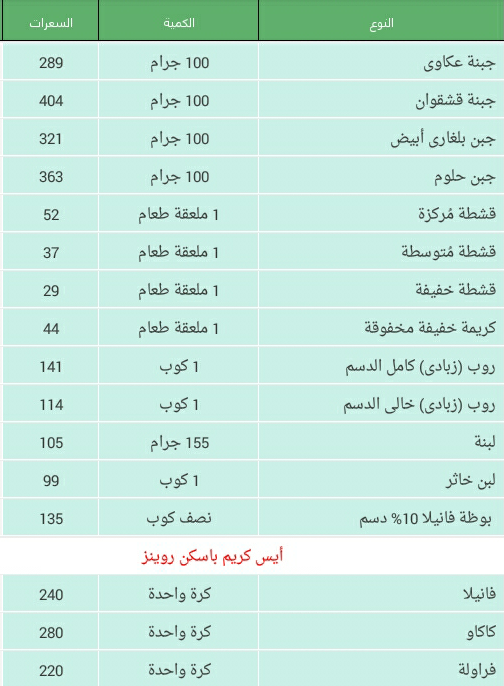 النوع الكمية السعرات
جبنة عكاوى 100 جرام 289
جبنة قشقوان 100 جرام 404
جبن بلغارى أبيض 100 جرام 321
جبن حلوم 100 جرام 363
قشطة مُركزة 1 ملعقة طعام 52
قشطة مُتوسطة 1 ملعقة طعام 37
قشطة خفيفة 1 ملعقة طعام 29
كريمة خفيفة مخفوقة 1 ملعقة طعام 44
روب (زبادى) كامل الدسم 1 كوب 141
روب (زبادى) خالى الدسم 1 كوب 114
لبنة 155 جرام 105
لبن خاثر 1 كوب 99
بوظة فانيلا 10% دسم نصف كوب 135
أيس كريم باسكن روينز
فانيلا كرة واحدة 240
كاكاو كرة واحدة 280
فراولة كرة واحدة 220